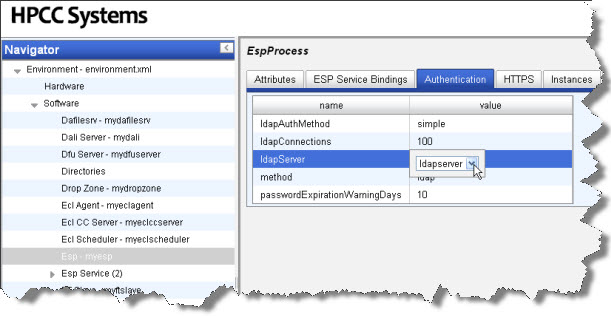 HPCC Systems
Navigator
Environment - environment.xml
Hardware
Software
Dafilesrv - mydafilesrv
Dali Server - mydali
Dfu Server - mydfuserver
Directories
Drop Zone - mydropzone
Ecl Agent - myeclagent
Ecl CC Server - myeclccserver
Ecl Scheduler - myeclscheduler
Esp - myesp
Esp Service (2)
EspProcess
Attributes ESP Service Bindings Authentication HTTPS Instances
name value
ldapAuthMethod simple
ldapConnections 100
ldapServer ldapserver
method ldap
passwordExpirationWarningDays 10